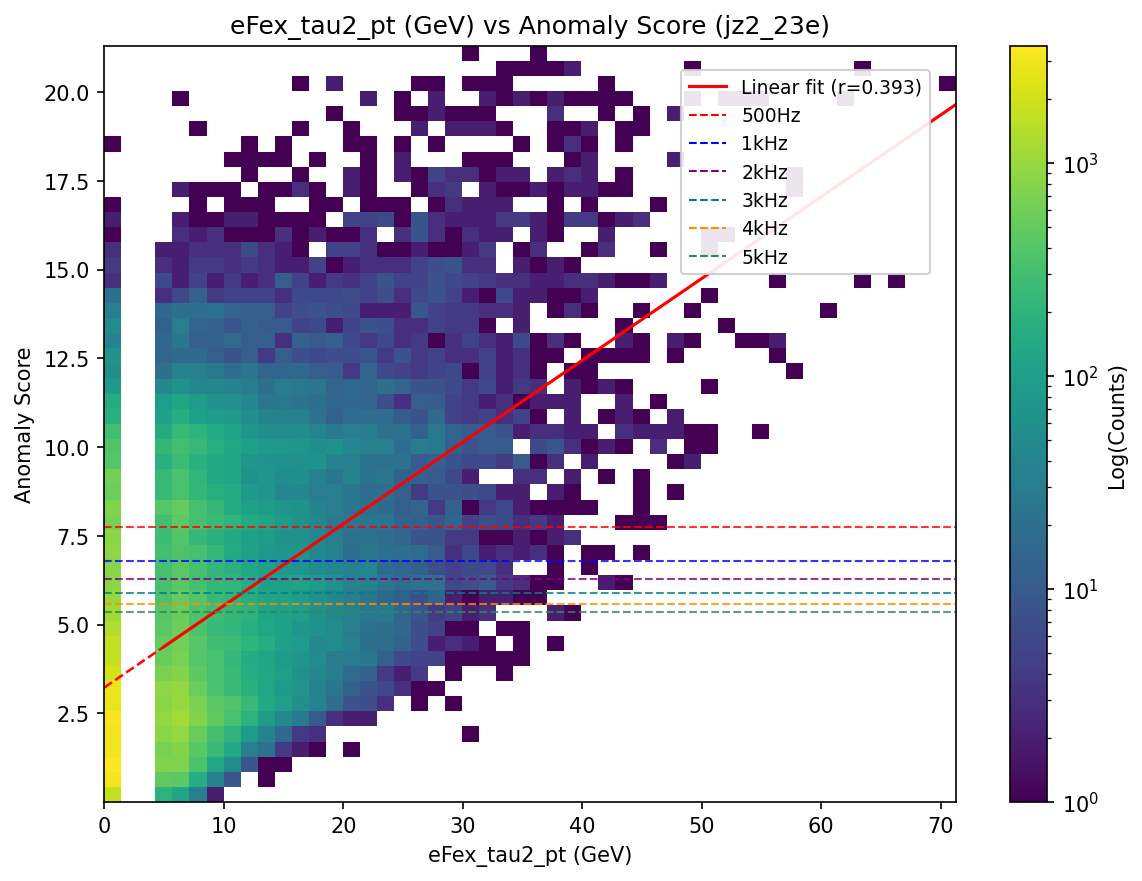 eFex_tau2_pt (GeV) vs Anomaly Score (jz2_23e)
Linear fit (r=0.393)
500Hz
1kHz
2kHz
3kHz
4kHz
5kHz
Anomaly Score
20.0
17.5
15.0
12.5
10.0
7.5
5.0
2.5
0 10 20 30 40 50 60 70
eFex_tau2_pt (GeV)
10³
10²
10¹
10⁰
Log(Counts)